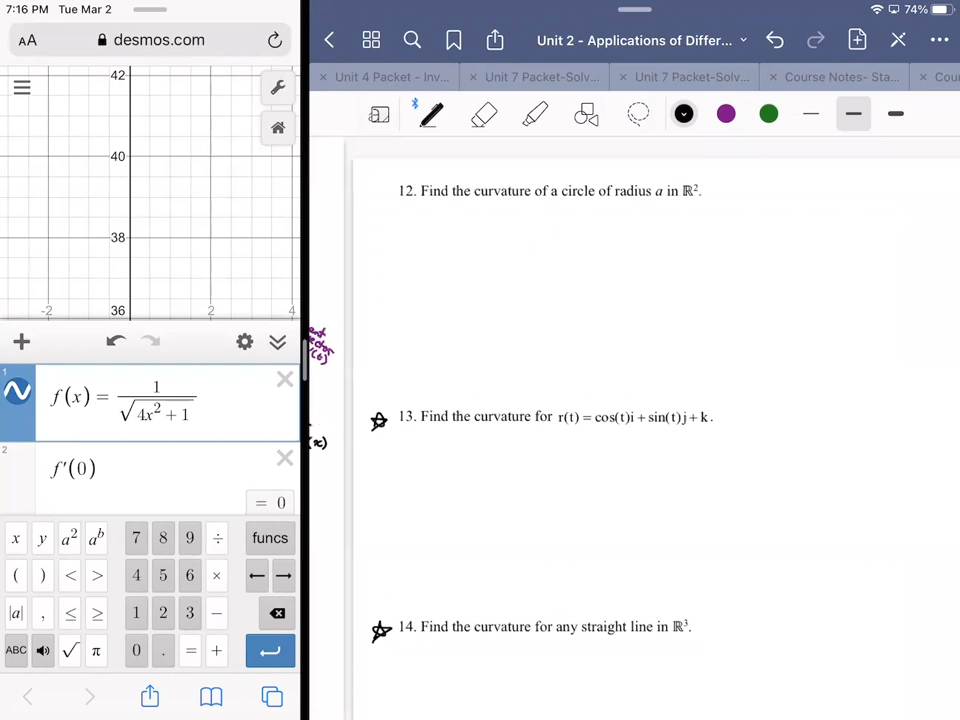 7:16 PM Tue Mar 2
74%
AA desmos.com
Unit 2 - Applications of Differ...
Unit 4 Packet - Inv...
Unit 7 Packet-Solv...
Unit 7 Packet-Solv...
Course Notes- Sta...
Cour
42
40
38
36
-2 2 4
1
f(x) = 1/√(4x² + 1)
2
f'(0)
= 0
x y a² aᵇ 7 8 9 ÷ funcs
( ) < > 4 5 6 × ← →
|a| , ≤ ≥ 1 2 3 −
ABC √ π 0 . = +
12. Find the curvature of a circle of radius a in ℝ².
13. Find the curvature for r(t) = cos(t)i + sin(t)j + k.
(x)
14. Find the curvature for any straight line in ℝ³.